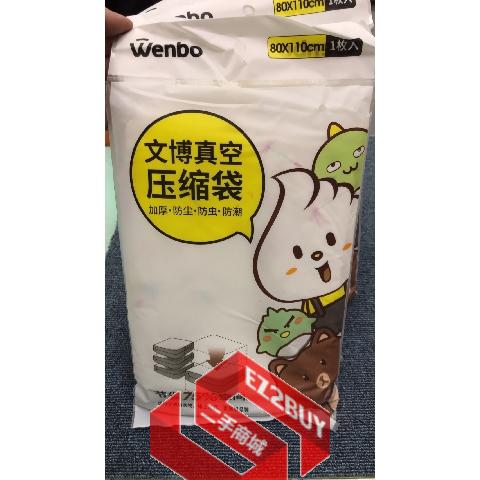 Wenbo
80X110cm 1枚入
Wenbo
80X110cm 1枚入
文博真空
压缩袋
加厚·防尘·防虫·防潮
EZ2BUY
二手商城